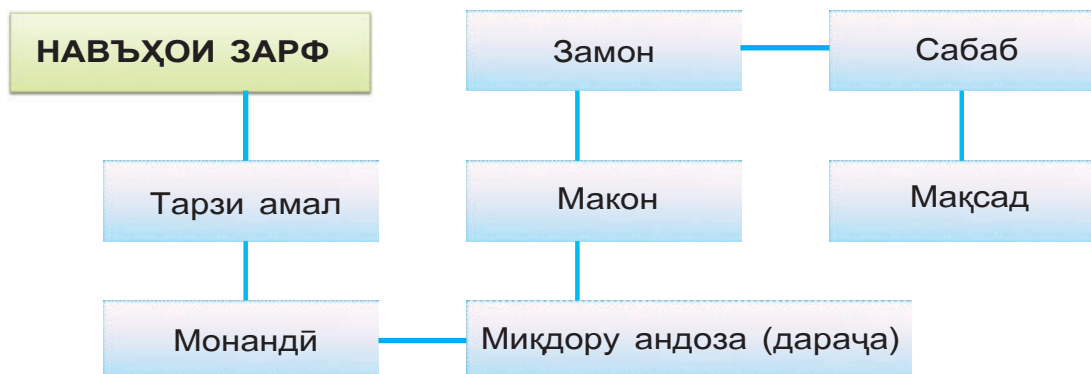 НАВЪҲОИ ЗАРФ
Тарзи амал
Монандӣ
Миқдору андоза (дараҷа)
Макон
Замон
Сабаб
Мақсад